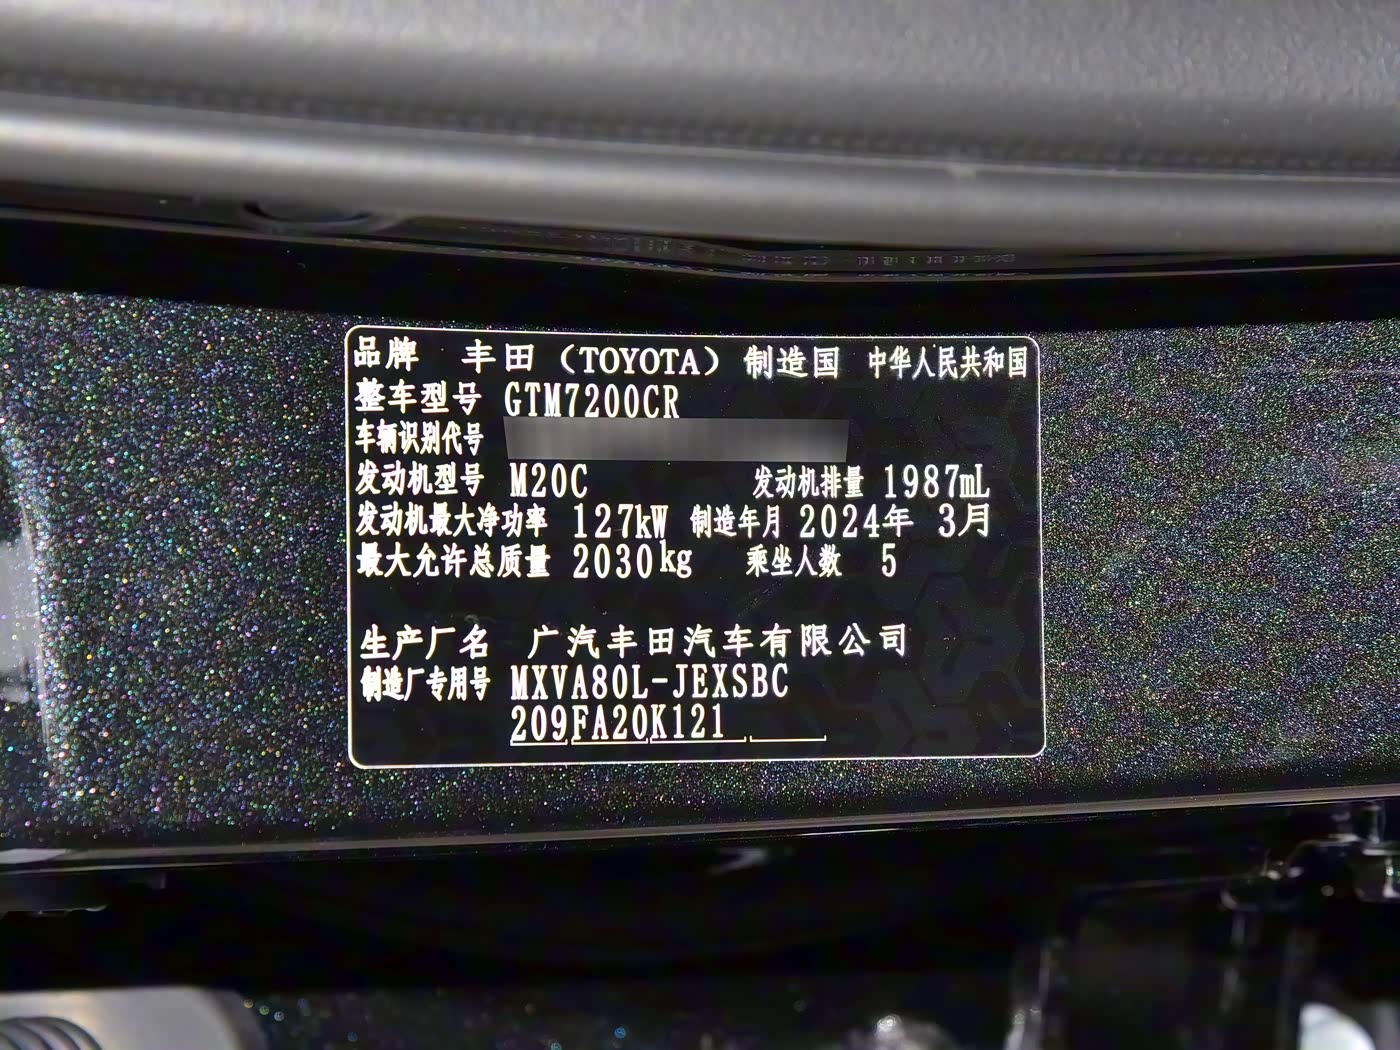 品牌 丰田（TOYOTA）制造国 中华人民共和国
整车型号 GTM7200CR
车辆识别代号
发动机型号 M20C 发动机排量 1987mL
发动机最大净功率 127kW 制造年月 2024年 3月
最大允许总质量 2030kg 乘坐人数 5
生产厂名 广汽丰田汽车有限公司
制造厂专用号 MXVA80L-JEXSBC
209FA20K121